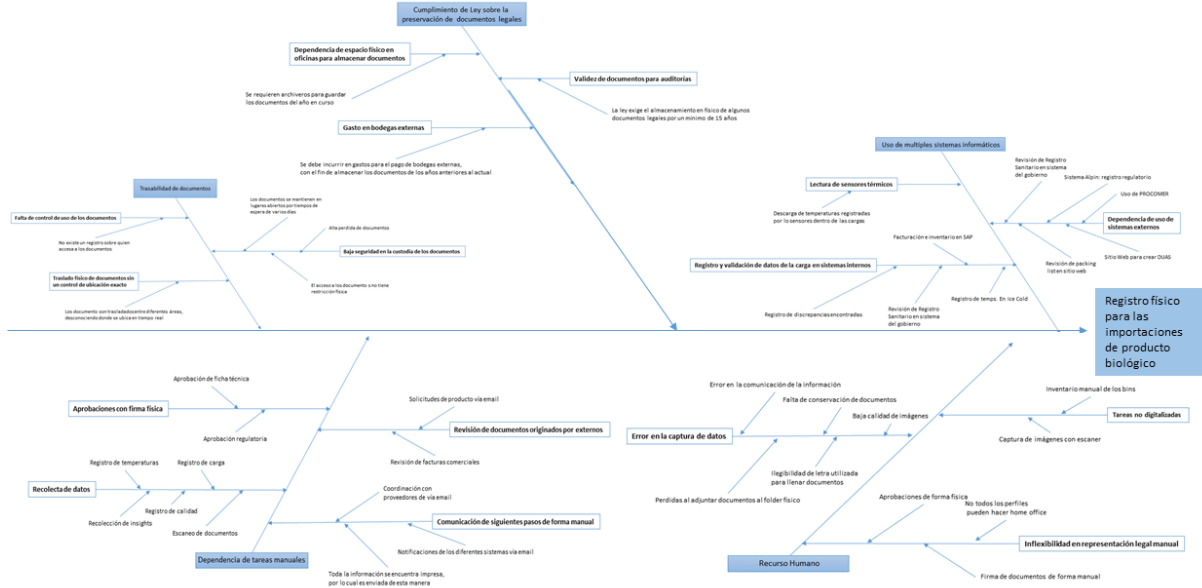 Cumplimiento de Ley sobre la
preservación de documentos legales
Dependencia de espacio físico en
oficinas para almacenar documentos
Validez de documentos para auditorías
Se requieren archiveros para guardar
los documentos del año en curso
La ley exige el almacenamiento en físico de algunos
documentos legales por un mínimo de 15 años
Gasto en bodegas externas
Se debe incurrir en gastos para el pago de bodegas externas,
con el fin de almacenar los documentos de los años anteriores al actual
Trasabilidad de documentos
Falta de control de uso de los documentos
Los documentos se mantienen en
lugares abiertos por tiempos de
espera de varios días
Alta perdida de documentos
No existe un registro sobre quien
accesa a los documentos
Baja seguridad en la custodia de los documentos
Traslado físico de documentos sin
un control de ubicación exacto
El acceso a los documentos no tiene
restricción física
Los documento son trasladados entre diferentes áreas,
desconociendo donde se ubica en tiempo real
Uso de multiples sistemas informáticos
Revisión de Registro
Sanitario en sistema
del gobierno
Lectura de sensores térmicos
Sistema Alpin: registro regulatorio
Uso de PROCOMER
Descarga de temperaturas registradas
por lo sensores dentro de las cargas
Dependencia de uso de
sistemas externos
Facturación e inventario en SAP
Registro y validación de datos de la carga en sistemas internos
Revisión de packing
list en sitio web
Sitio Web para crear DUAS
Registro de discrepancias encontradas
Revisión de Registro
Sanitario en sistema
del gobierno
Registro de temps. En Ice Cold
Registro físico
para las
importaciones
de producto
biológico
Aprobación de ficha técnica
Aprobaciones con firma física
Aprobación regulatoria
Solicitudes de producto vía email
Revisión de documentos originados por externos
Revisión de facturas comerciales
Registro de temperaturas
Registro de carga
Recolecta de datos
Registro de calidad
Recolección de insights
Escaneo de documentos
Coordinación con
proveedores de vía email
Comunicación de siguientes pasos de forma manual
Notificaciones de los diferentes sistemas vía email
Toda la información se encuentra impresa,
por lo cual es enviada de esta manera
Dependencia de tareas manuales
Error en la comunicación de la información
Falta de conservación de documentos
Baja calidad de imágenes
Error en la captura de datos
Perdidas al adjuntar documentos al folder físico
Ilegibilidad de letra utilizada
para llenar documentos
Inventario manual de los bins
Tareas no digitalizadas
Captura de imágenes con escaner
Aprobaciones de forma física
No todos los perfiles
pueden hacer home office
Inflexibilidad en representación legal manual
Firma de documentos de forma manual
Recurso Humano